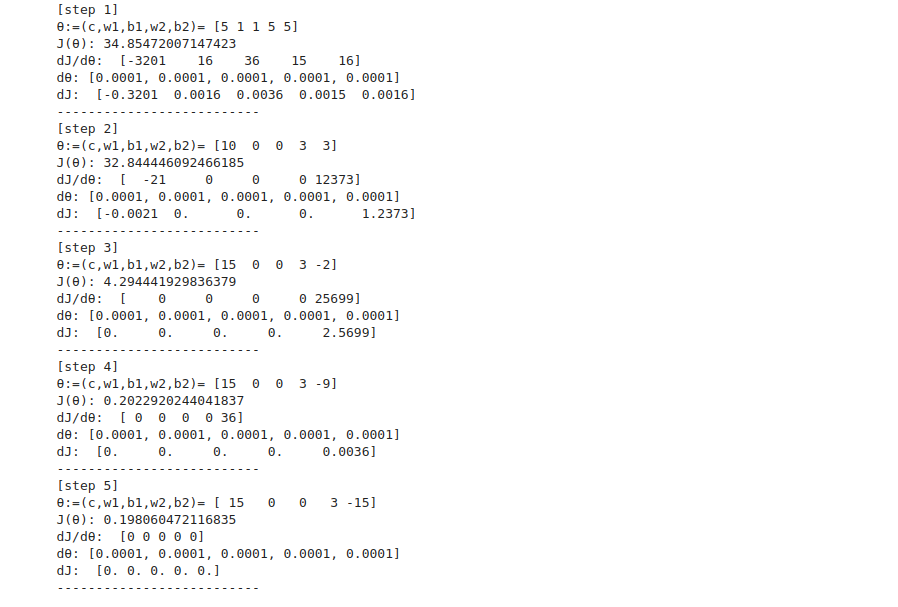 [step 1]
θ:=(c,w1,b1,w2,b2)= [5 1 1 5 5]
J(θ): 34.85472007147423
dJ/dθ:  [-3201    16    36    15    16]
dθ: [0.0001, 0.0001, 0.0001, 0.0001, 0.0001]
dJ:  [-0.3201  0.0016  0.0036  0.0015  0.0016]
--------------------------
[step 2]
θ:=(c,w1,b1,w2,b2)= [10  0  0  3  3]
J(θ): 32.844446092466185
dJ/dθ:  [  -21     0     0     0 12373]
dθ: [0.0001, 0.0001, 0.0001, 0.0001, 0.0001]
dJ:  [-0.0021  0.      0.      0.      1.2373]
--------------------------
[step 3]
θ:=(c,w1,b1,w2,b2)= [15  0  0  3 -2]
J(θ): 4.294441929836379
dJ/dθ:  [    0     0     0     0 25699]
dθ: [0.0001, 0.0001, 0.0001, 0.0001, 0.0001]
dJ:  [0.     0.     0.     0.     2.5699]
--------------------------
[step 4]
θ:=(c,w1,b1,w2,b2)= [15  0  0  3 -9]
J(θ): 0.2022920244041837
dJ/dθ:  [ 0  0  0  0 36]
dθ: [0.0001, 0.0001, 0.0001, 0.0001, 0.0001]
dJ:  [0.     0.     0.     0.     0.0036]
--------------------------
[step 5]
θ:=(c,w1,b1,w2,b2)= [ 15   0   0   3 -15]
J(θ): 0.198060472116835
dJ/dθ:  [0 0 0 0 0]
dθ: [0.0001, 0.0001, 0.0001, 0.0001, 0.0001]
dJ:  [0. 0. 0. 0. 0.]
--------------------------